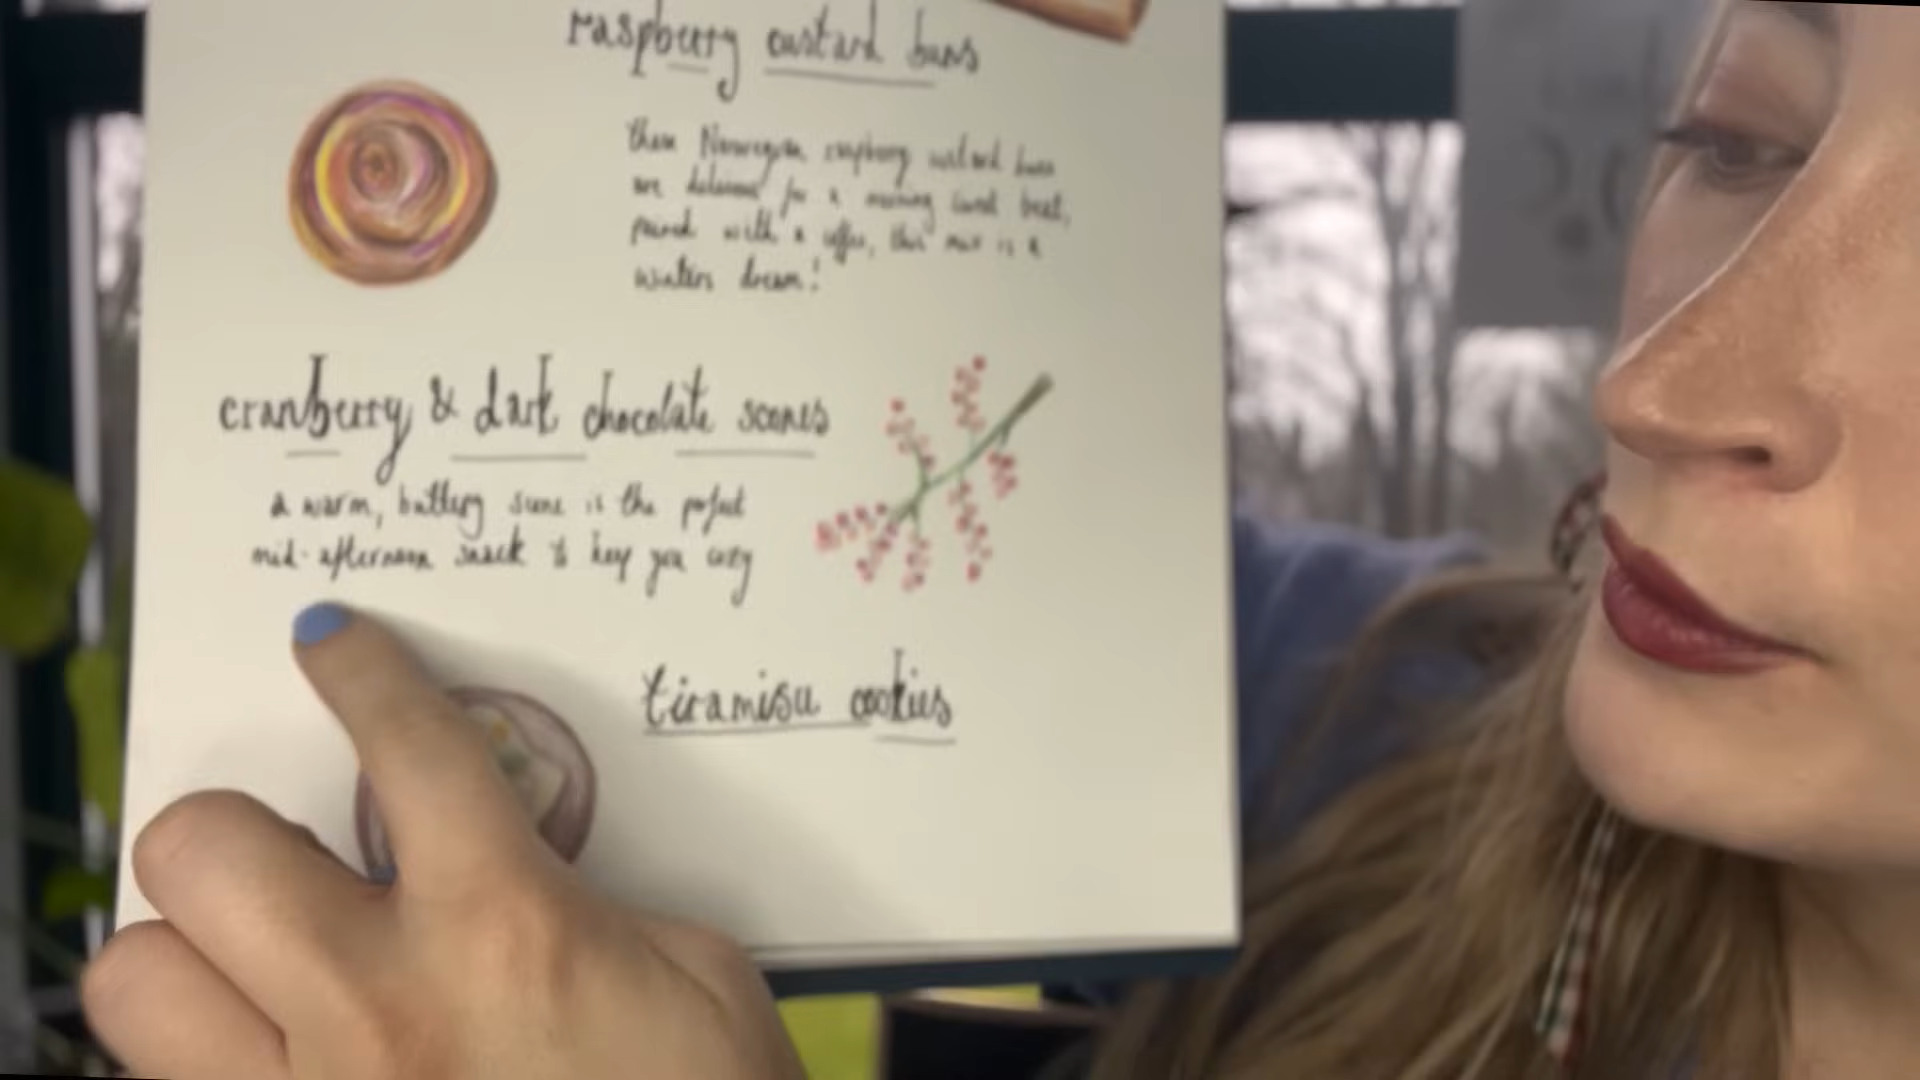 raspberry custard buns
these Norwegian raspberry custard buns
are delicious for a morning sweet treat,
paired with a coffee, this mix is a
winters dream!
cranberry & dark chocolate scones
a warm, buttery scone is the perfect
mid-afternoon snack to keep you cozy
tiramisu cookies